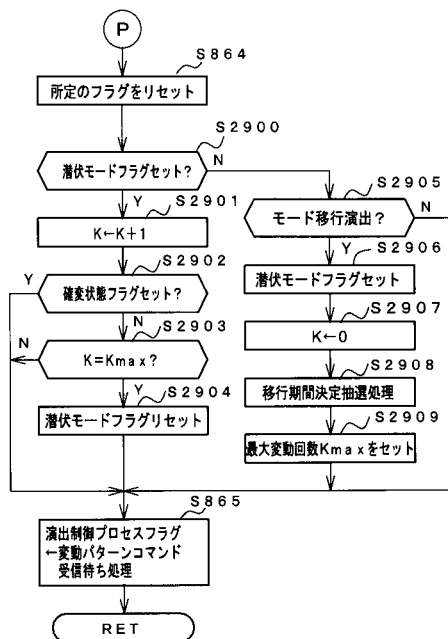 P
S864
所定のフラグをリセット
S2900
潜伏モードフラグセット?
N
S2905
Y
S2901
モード移行演出?
N
K←K+1
Y
S2906
S2902
潜伏モードフラグセット
Y
確変状態フラグセット?
S2907
N
S2903
K←0
N
K=Kmax?
S2908
Y
S2904
移行期間決定抽選処理
S2909
潜伏モードフラグリセット
最大変動回数Kmaxをセット
S865
演出制御プロセスフラグ
←変動パターンコマンド
受信待ち処理
RET